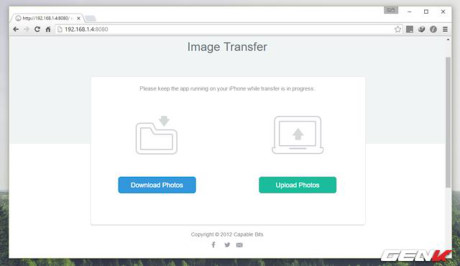 http://192.168.1.4:8080/
192.168.1.4:8080
Image Transfer
Please keep the app running on your iPhone while transfer is in progress.
Download Photos
Upload Photos
Copyright © 2012 Capable Bits
GENK